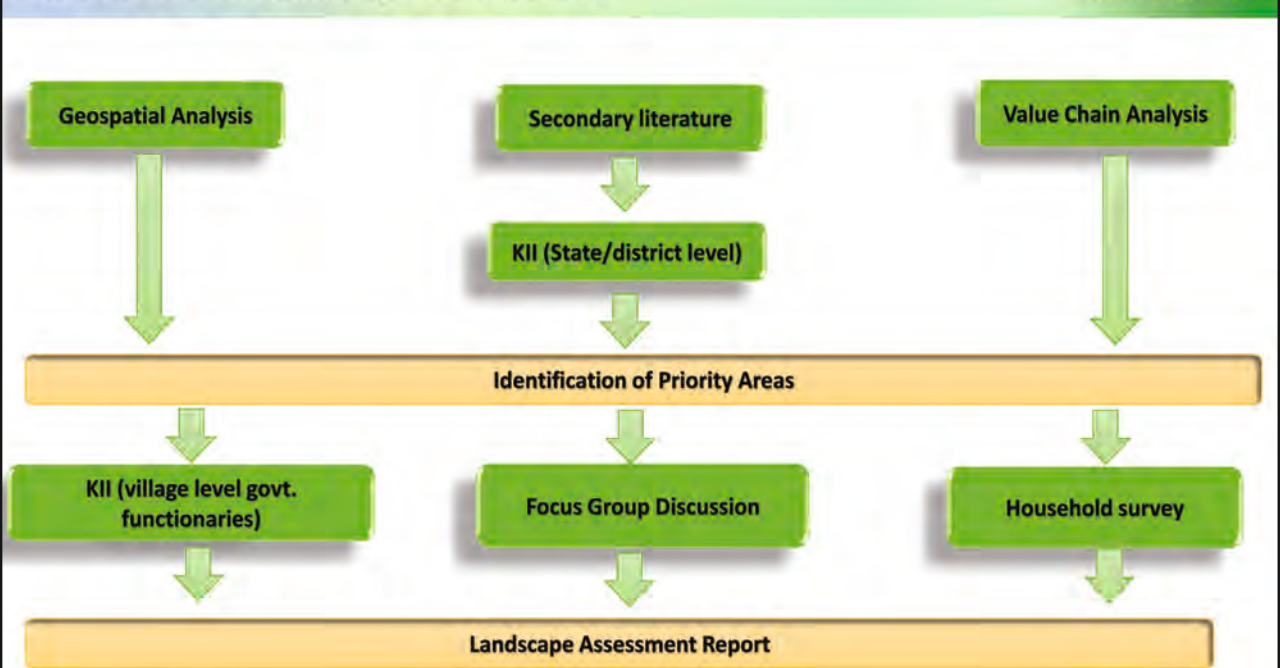 Geospatial Analysis
Secondary literature
Value Chain Analysis
KII (State/district level)
Identification of Priority Areas
KII (village level govt.
functionaries)
Focus Group Discussion
Household survey
Landscape Assessment Report